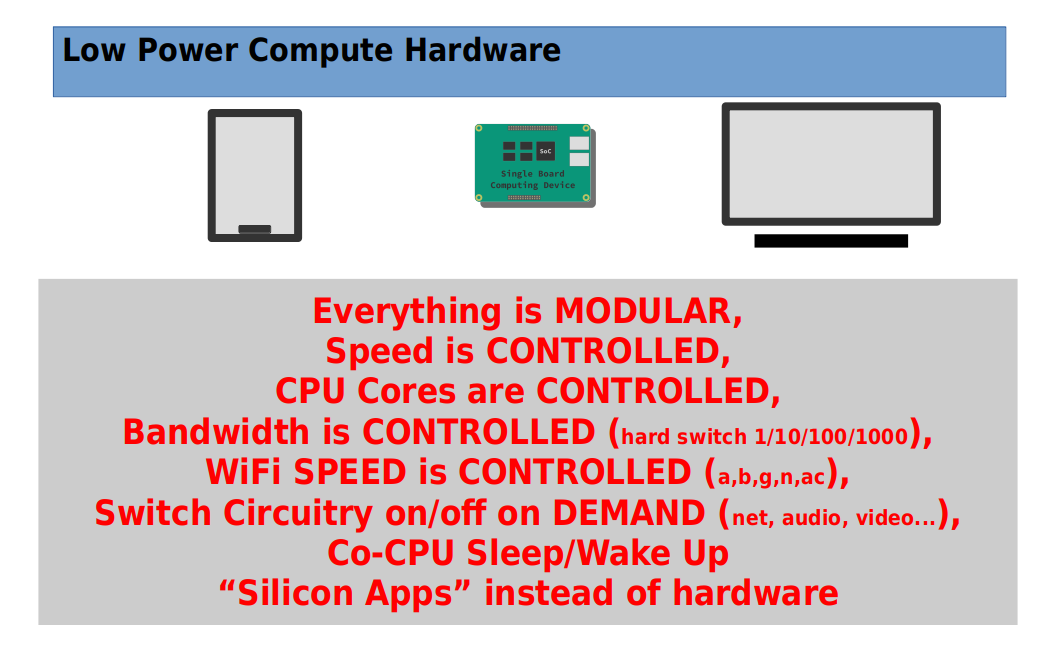 Low Power Compute Hardware
SoC
Single Board
Computing Device
Everything is MODULAR,
Speed is CONTROLLED,
CPU Cores are CONTROLLED,
Bandwidth is CONTROLLED (hard switch 1/10/100/1000),
WiFi SPEED is CONTROLLED (a,b,g,n,ac),
Switch Circuitry on/off on DEMAND (net, audio, video...),
Co-CPU Sleep/Wake Up
“Silicon Apps” instead of hardware